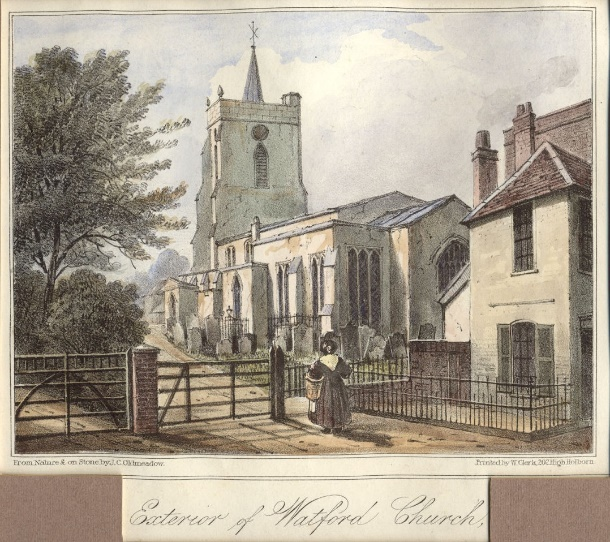 From Nature & on Stone by J.C. Oldmeadow.
Printed by W. Clerk, 202, High Holborn.
Exterior of Watford Church.